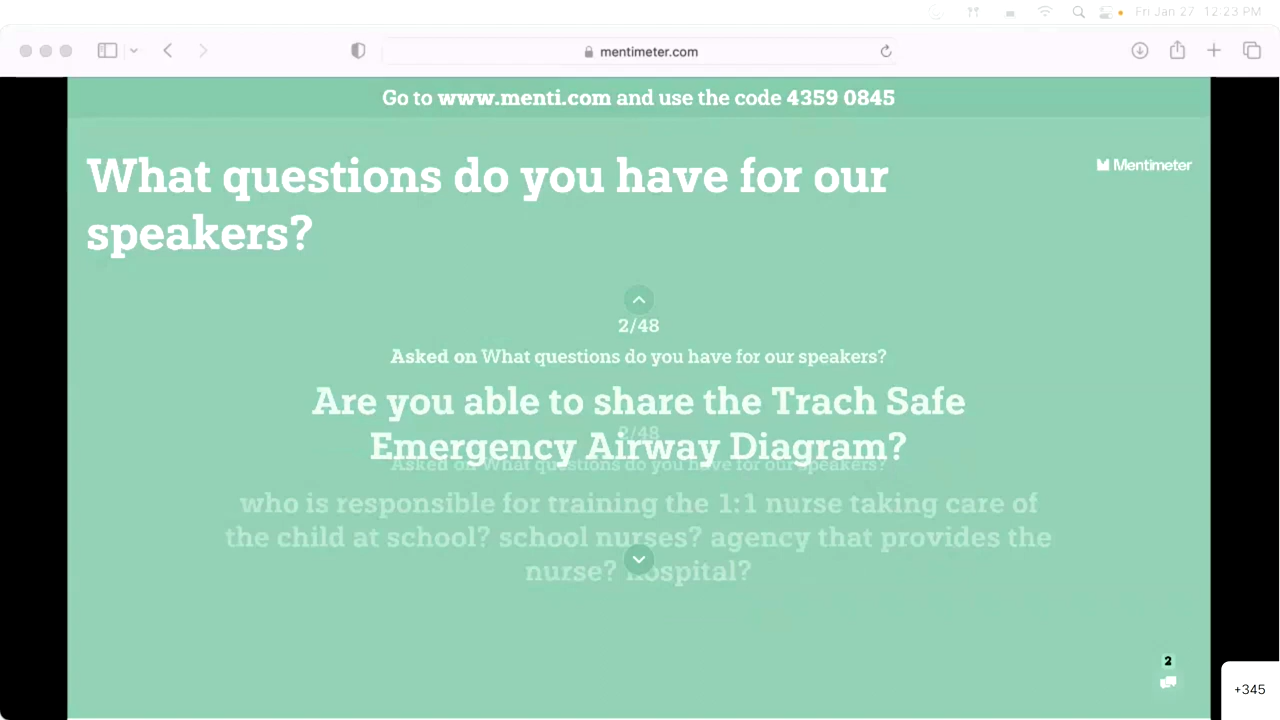 Fri Jan 27 12:23 PM
mentimeter.com
Go to www.menti.com and use the code 4359 0845
What questions do you have for our
speakers?
Mentimeter
2/48
Asked on What questions do you have for our speakers?
Are you able to share the Trach Safe
Emergency Airway Diagram?
2/48
Asked on What questions do you have for our speakers?
who is responsible for training the 1:1 nurse taking care of
the child at school? school nurses? agency that provides the
nurse? hospital?
2
+345